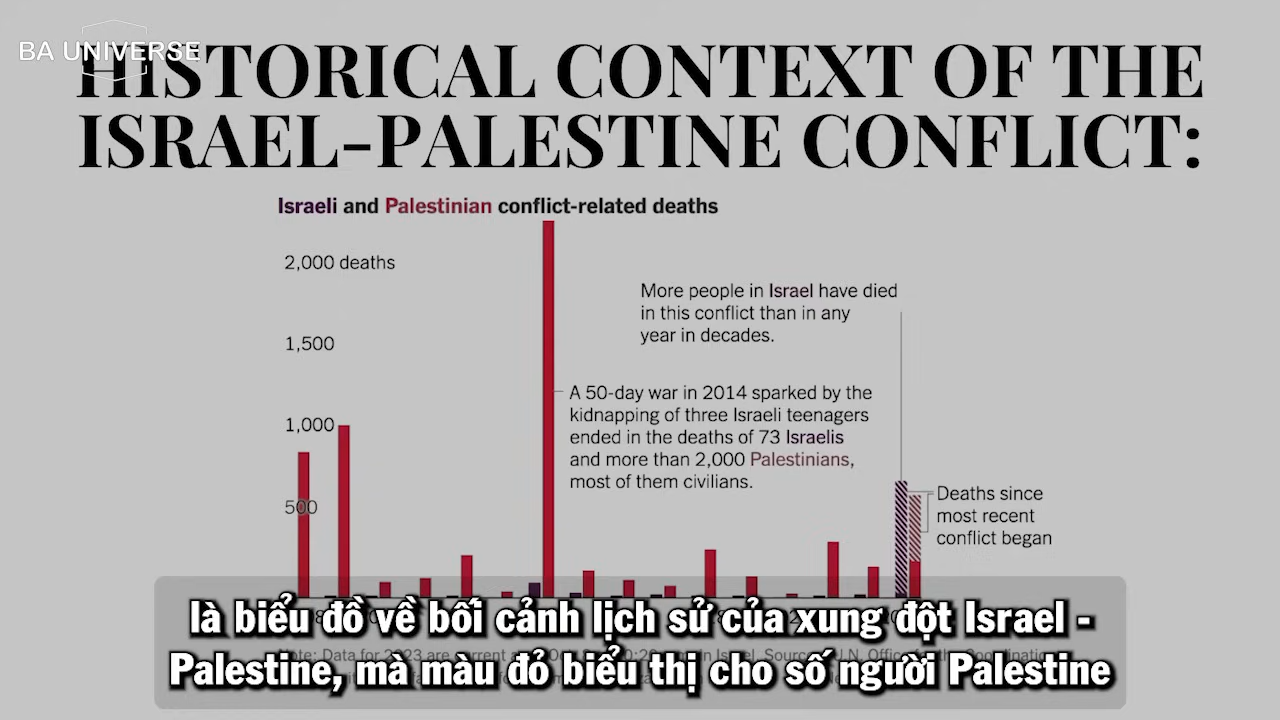 BA UNIVERSE
HISTORICAL CONTEXT OF THE
ISRAEL-PALESTINE CONFLICT:
Israeli and Palestinian conflict-related deaths
2,000 deaths
More people in Israel have died
in this conflict than in any
year in decades.
1,500
A 50-day war in 2014 sparked by the
kidnapping of three Israeli teenagers
ended in the deaths of 73 Israelis
and more than 2,000 Palestinians,
most of them civilians.
1,000
500
Deaths since
most recent
conflict began
là biểu đồ về bối cảnh lịch sử của xung đột Israel -
Palestine, mà màu đỏ biểu thị cho số người Palestine